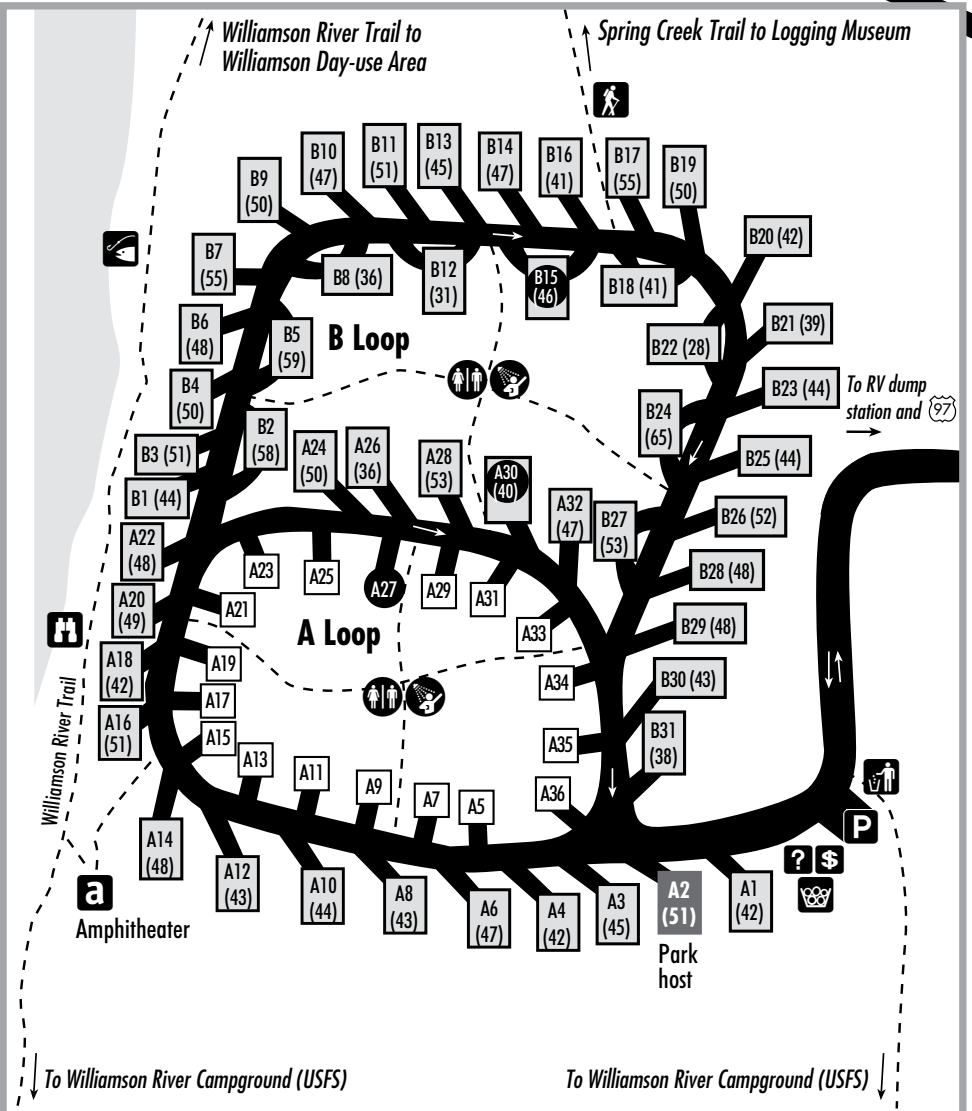 Williamson River Trail to
Williamson Day-use Area
Spring Creek Trail to Logging Museum
B9
(50)
B10
(47)
B11
(51)
B13
(45)
B14
(47)
B16
(41)
B17
(55)
B19
(50)
B20 (42)
B7
(55)
B8 (36)
B12
(31)
B15
(46)
B18 (41)
B6
(48)
B5
(59)
B Loop
B22 (28)
B21 (39)
B4
(50)
B23 (44)
To RV dump
station and 97
B3 (51)
B2
(58)
A24
(50)
A26
(36)
A28
(53)
A30
(40)
B24
(65)
B25 (44)
B1 (44)
A32
(47)
B27
(53)
B26 (52)
A22
(48)
A23
A25
A27
A29
A31
B28 (48)
A20
(49)
A21
A Loop
A33
B29 (48)
A18
(42)
A19
A34
B30 (43)
A16
(51)
A17
A15
A35
B31
(38)
Williamson River Trail
A13
A11
A9
A7
A5
A36
P
? $
A14
(48)
A12
(43)
A10
(44)
A8
(43)
A6
(47)
A4
(42)
A3
(45)
A2
(51)
A1
(42)
a
Amphitheater
Park
host
To Williamson River Campground (USFS)
To Williamson River Campground (USFS)